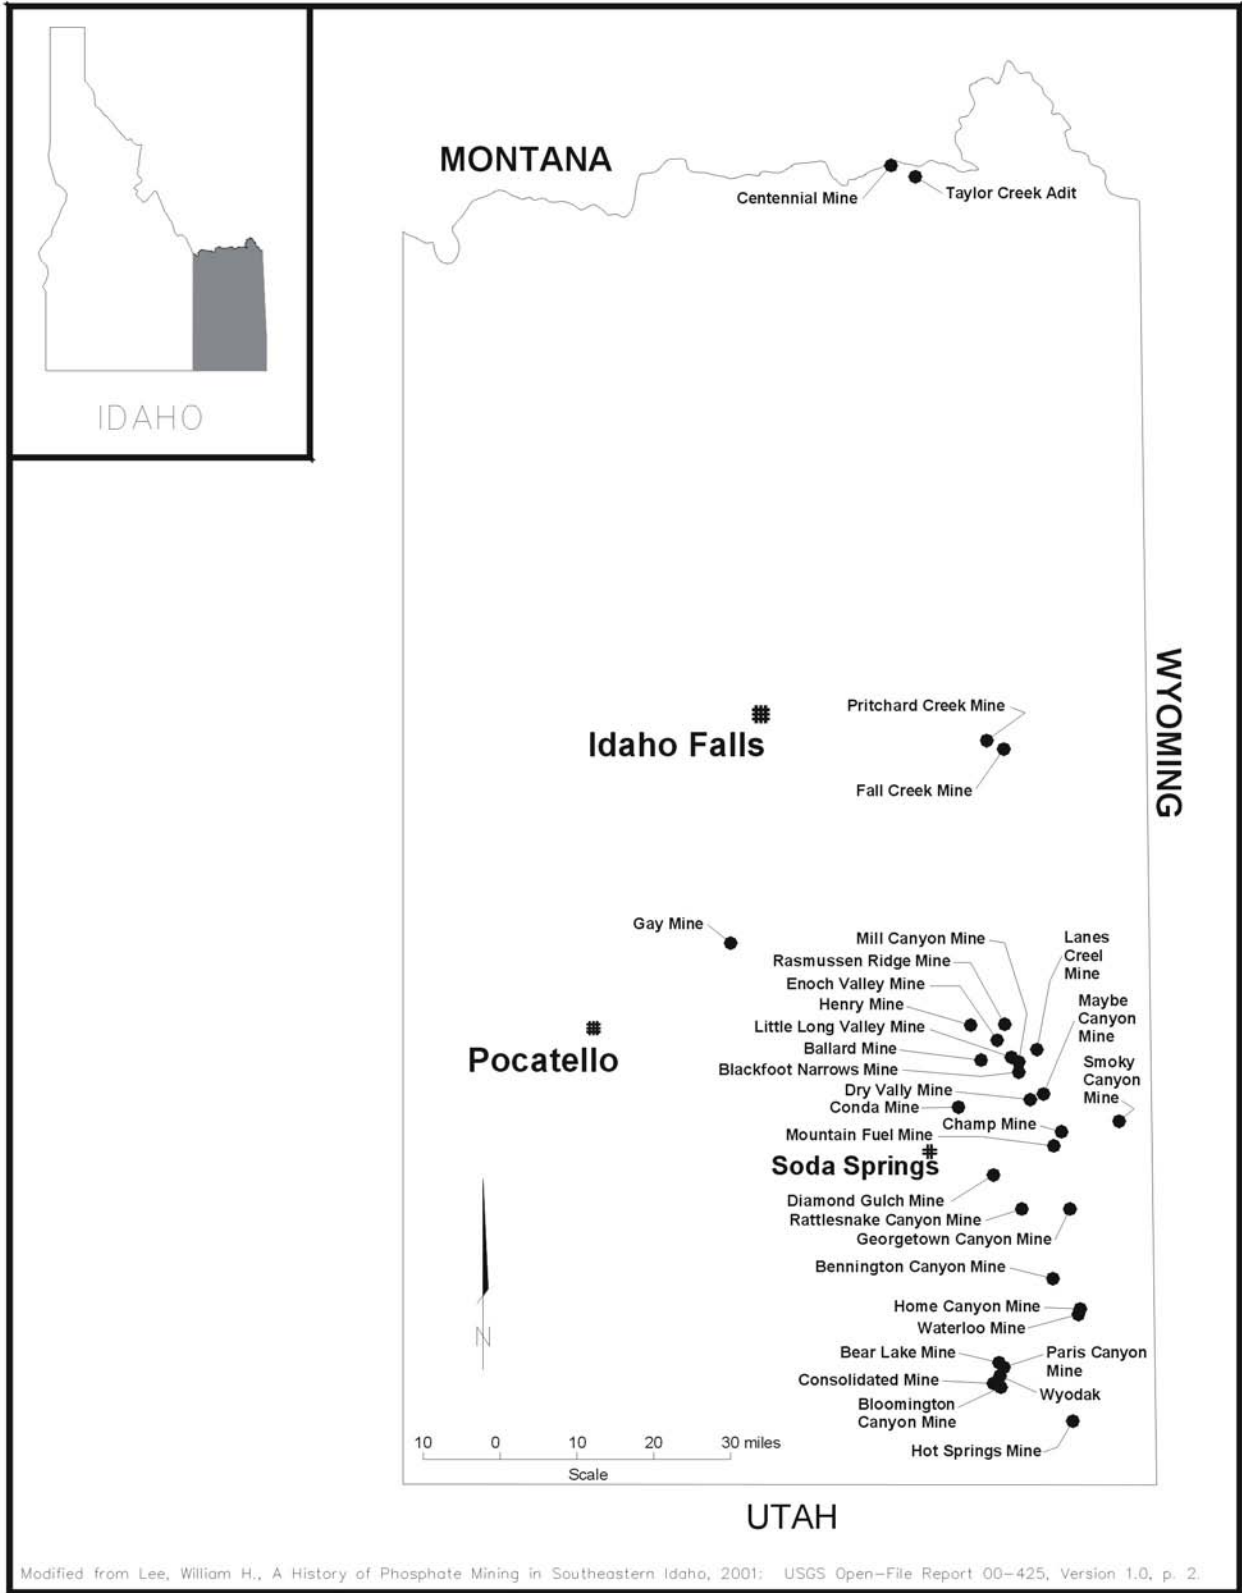 MONTANA
Centennial Mine
Taylor Creek Adit
IDAHO
WYOMING
Pritchard Creek Mine
Idaho Falls
Fall Creek Mine
Gay Mine
Mill Canyon Mine
Lanes
Creel
Mine
Rasmussen Ridge Mine
Enoch Valley Mine
Henry Mine
Maybe
Canyon
Mine
Little Long Valley Mine
Ballard Mine
Pocatello
Blackfoot Narrows Mine
Smoky
Canyon
Mine
Dry Vally Mine
Conda Mine
Champ Mine
Mountain Fuel Mine
Soda Springs
Diamond Gulch Mine
Rattlesnake Canyon Mine
Georgetown Canyon Mine
Bennington Canyon Mine
Home Canyon Mine
Waterloo Mine
N
Bear Lake Mine
Paris Canyon
Mine
Consolidated Mine
Wyodak
Bloomington
Canyon Mine
Hot Springs Mine
10 0 10 20 30 miles
Scale
UTAH
Modified from Lee, William H., A History of Phosphate Mining in Southeastern Idaho, 2001: USGS Open-File Report 00-425, Version 1.0, p. 2.